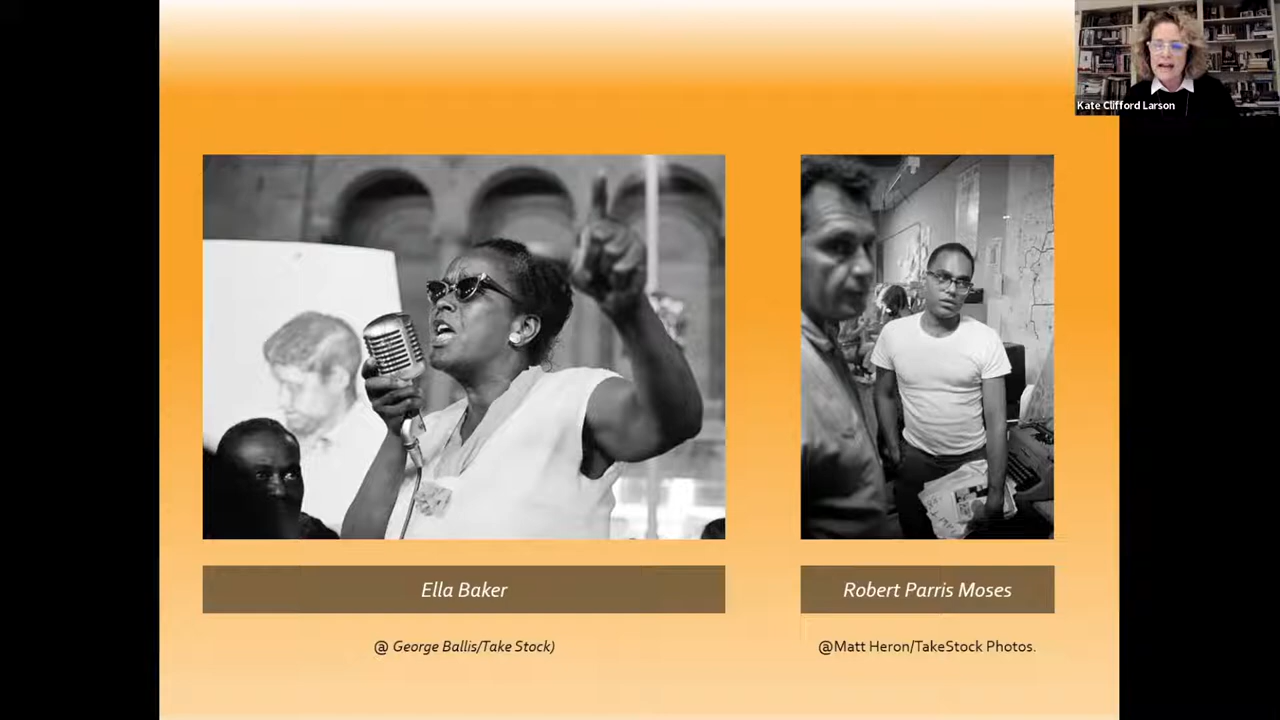 Kate Clifford Larson
Ella Baker
Robert Parris Moses
@ George Ballis/Take Stock)
@Matt Heron/TakeStock Photos.